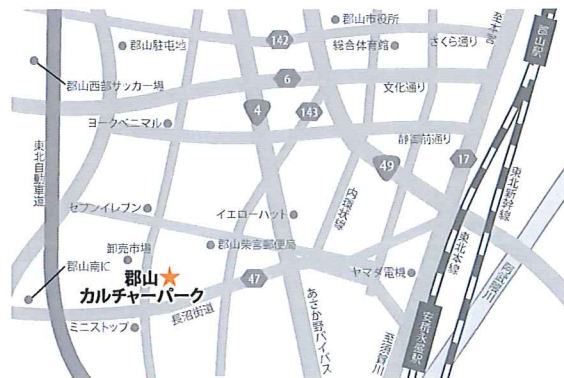 郡山市役所
至本宮
郡山駅
142
郡山駐屯地
総合体育館
さくら通り
郡山西部サッカー場
6
文化通り
4
143
ヨークベニマル
静御前通り
東北自動車道
49
17
東北新幹線
内環状線
セブンイレブン
イエローハット
東北本線
郡山柴宮郵便局
卸売市場
阿武隈川
郡山南IC
郡山
カルチャーパーク
47
ヤマダ電機
長沼街道
あさか野バイパス
至須賀川
安積永盛駅
ミニストップ